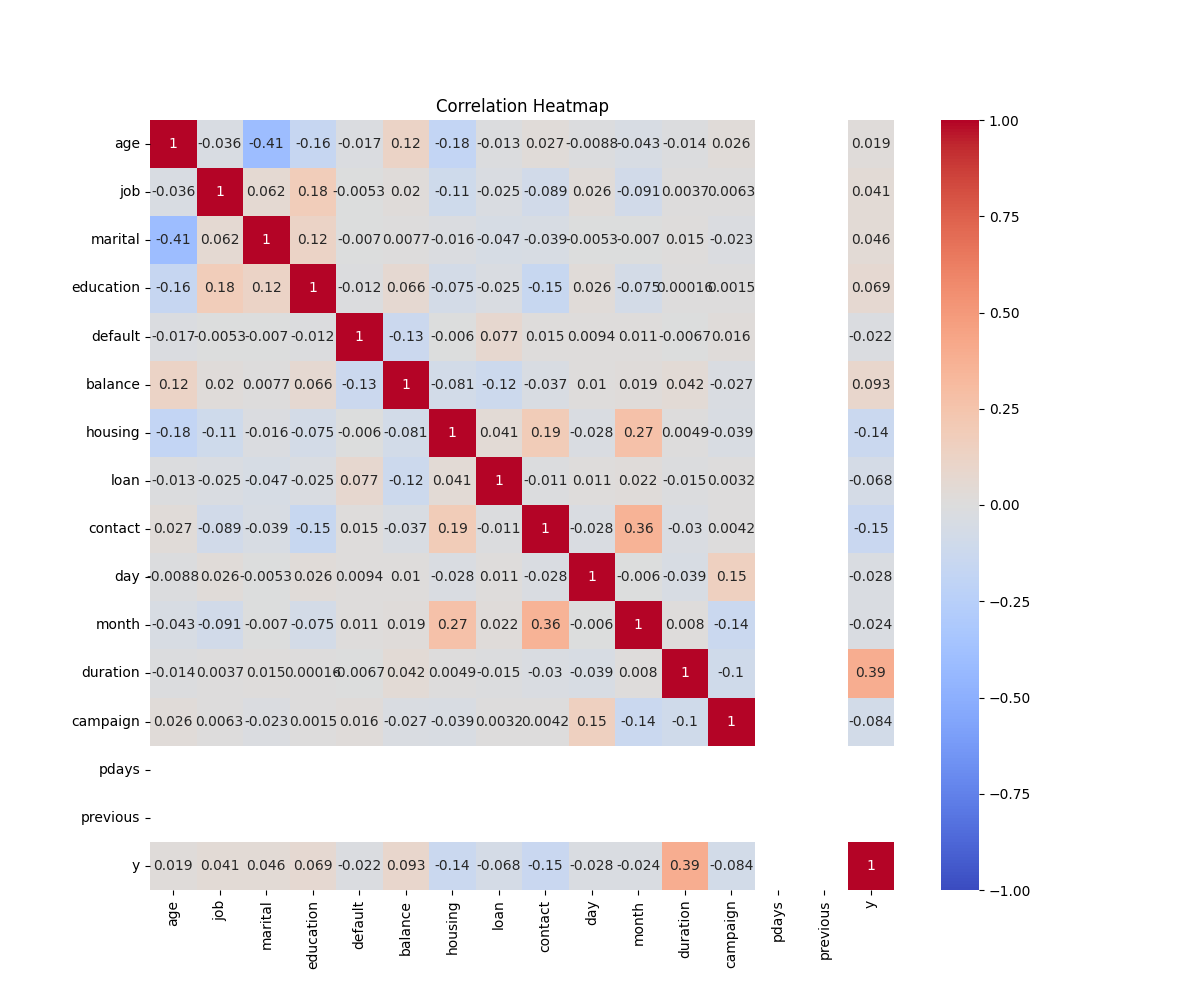 Correlation Heatmap
age 1 -0.036 -0.41 -0.16 -0.017 0.12 -0.18 -0.013 0.027 -0.0088 -0.043 -0.014 0.026 0.019
job -0.036 1 0.062 0.18 -0.0053 0.02 -0.11 -0.025 -0.089 0.026 -0.091 0.0037 0.0063 0.041
marital -0.41 0.062 1 0.12 -0.007 0.0077 -0.016 -0.047 -0.039 -0.0053 -0.007 0.015 -0.023 0.046
education -0.16 0.18 0.12 1 -0.012 0.066 -0.075 -0.025 -0.15 0.026 -0.075 0.00016 0.0015 0.069
default -0.017 -0.0053 -0.007 -0.012 1 -0.13 -0.006 0.077 0.015 0.0094 0.011 -0.0067 0.016 -0.022
balance 0.12 0.02 0.0077 0.066 -0.13 1 -0.081 -0.12 -0.037 0.01 0.019 0.042 -0.027 0.093
housing -0.18 -0.11 -0.016 -0.075 -0.006 -0.081 1 0.041 0.19 -0.028 0.27 0.0049 -0.039 -0.14
loan -0.013 -0.025 -0.047 -0.025 0.077 -0.12 0.041 1 -0.011 0.011 0.022 -0.015 0.0032 -0.068
contact 0.027 -0.089 -0.039 -0.15 0.015 -0.037 0.19 -0.011 1 -0.028 0.36 -0.03 0.0042 -0.15
day -0.0088 0.026 -0.0053 0.026 0.0094 0.01 -0.028 0.011 -0.028 1 -0.006 -0.039 0.15 -0.028
month -0.043 -0.091 -0.007 -0.075 0.011 0.019 0.27 0.022 0.36 -0.006 1 0.008 -0.14 -0.024
duration -0.014 0.0037 0.015 0.00016 -0.0067 0.042 0.0049 -0.015 -0.03 -0.039 0.008 1 -0.1 0.39
campaign 0.026 0.0063 -0.023 0.0015 0.016 -0.027 -0.039 0.0032 0.0042 0.15 -0.14 -0.1 1 -0.084
pdays
previous
y 0.019 0.041 0.046 0.069 -0.022 0.093 -0.14 -0.068 -0.15 -0.028 -0.024 0.39 -0.084 1
age job marital education default balance housing loan contact day month duration campaign pdays previous y
1.00
0.75
0.50
0.25
0.00
−0.25
−0.50
−0.75
−1.00